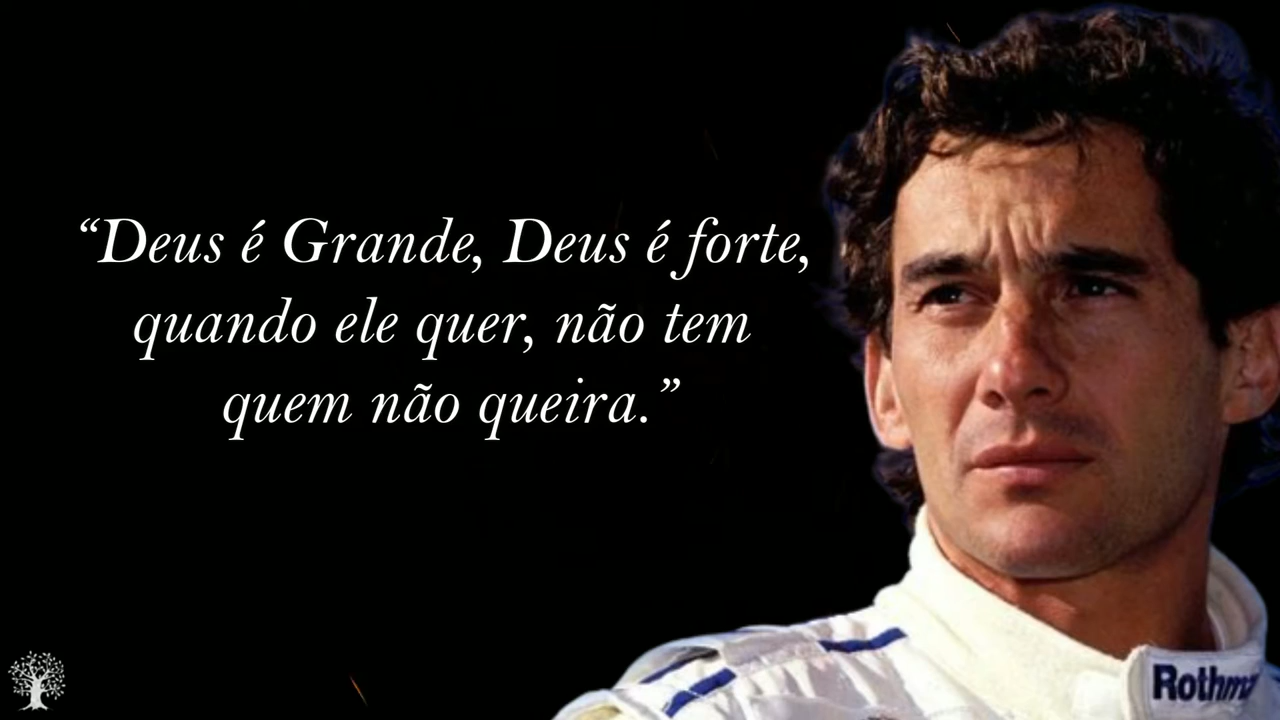 “Deus é Grande, Deus é forte,
quando ele quer, não tem
quem não queira.”
Rothm